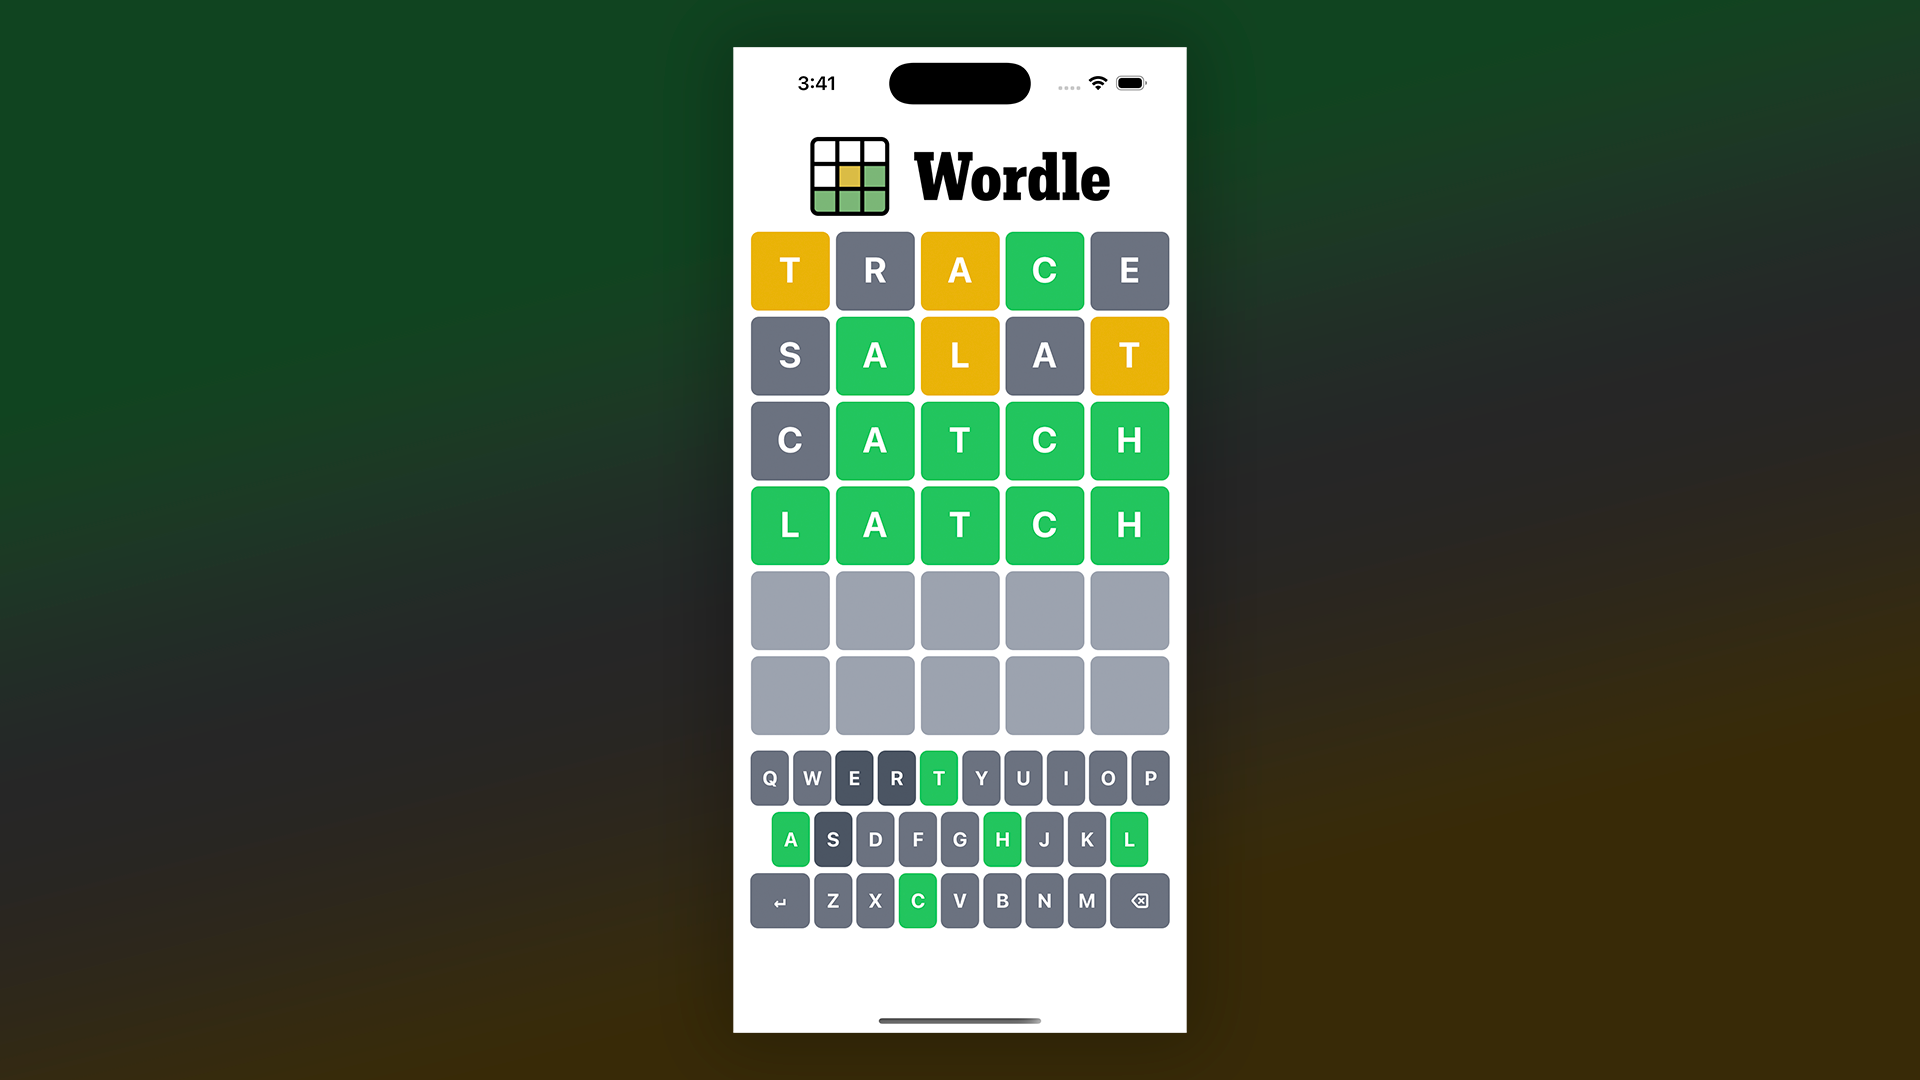 3:41
Wordle
T R A C E
S A L A T
C A T C H
L A T C H
Q W E R T Y U I O P
A S D F G H J K L
Z X C V B N M